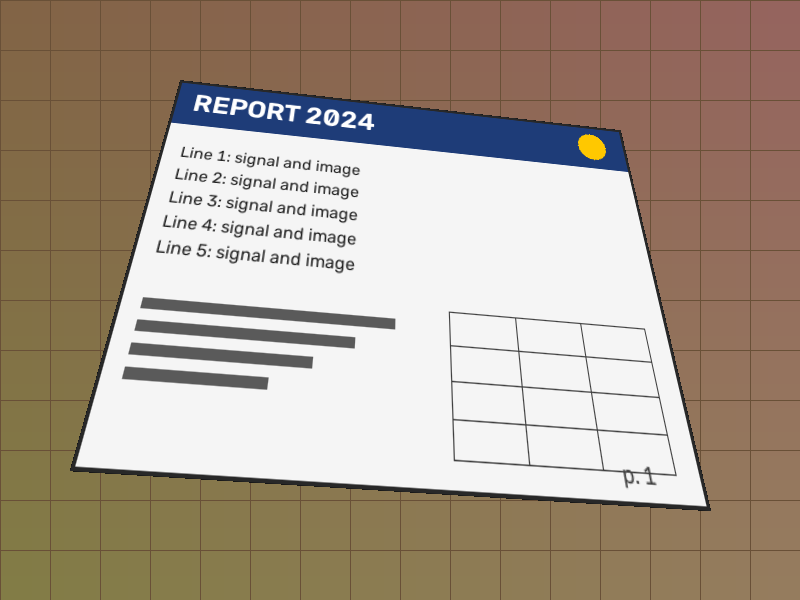 REPORT 2024
Line 1: signal and image
Line 2: signal and image
Line 3: signal and image
Line 4: signal and image
Line 5: signal and image
p. 1